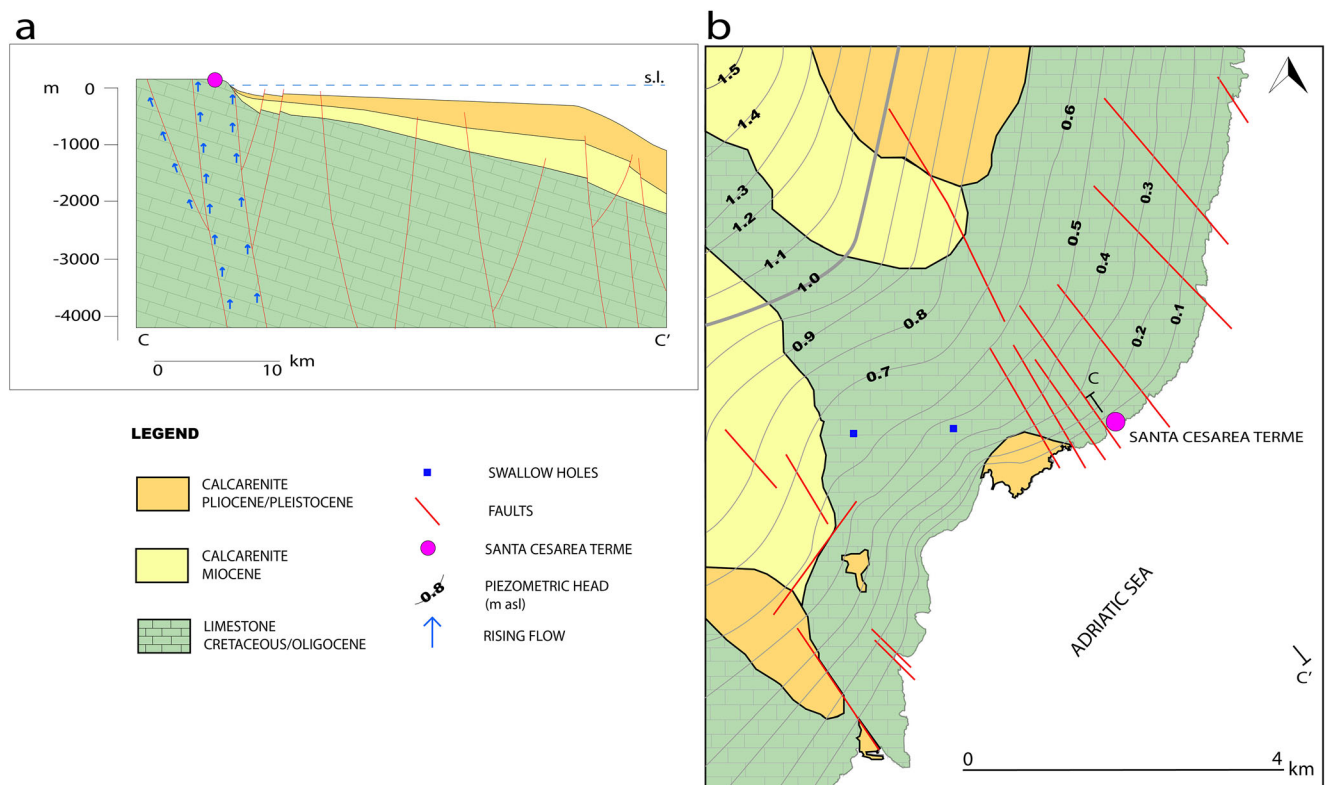 a
m
0
-1000
-2000
-3000
-4000
s.l.
C
C'
0
10
km
LEGEND
CALCARENITE
PLIOCENE/PLEISTOCENE
CALCARENITE
MIOCENE
LIMESTONE
CRETACEOUS/OLIGOCENE
SWALLOW HOLES
FAULTS
SANTA CESAREA TERME
0.8
PIEZOMETRIC HEAD
(m asl)
RISING FLOW
b
1.5
1.4
1.3
1.2
1.1
1.0
0.9
0.8
0.7
0.6
0.5
0.4
0.3
0.2
0.1
C
SANTA CESAREA TERME
ADRIATIC SEA
C'
0
4
km